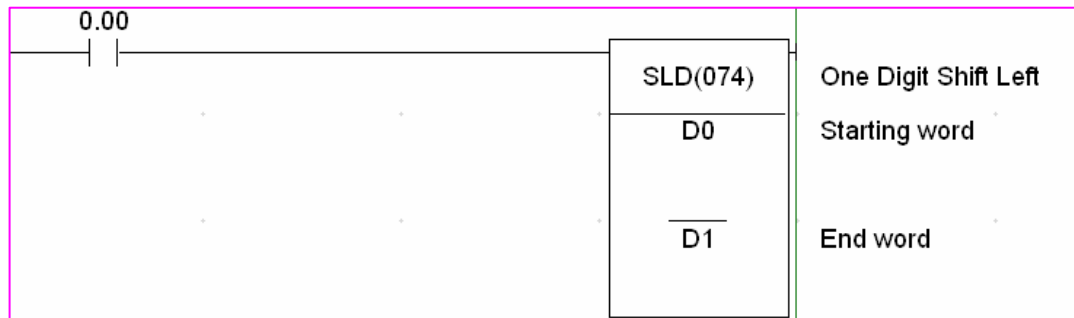 0.00
SLD(074) One Digit Shift Left
D0 Starting word
D1 End word